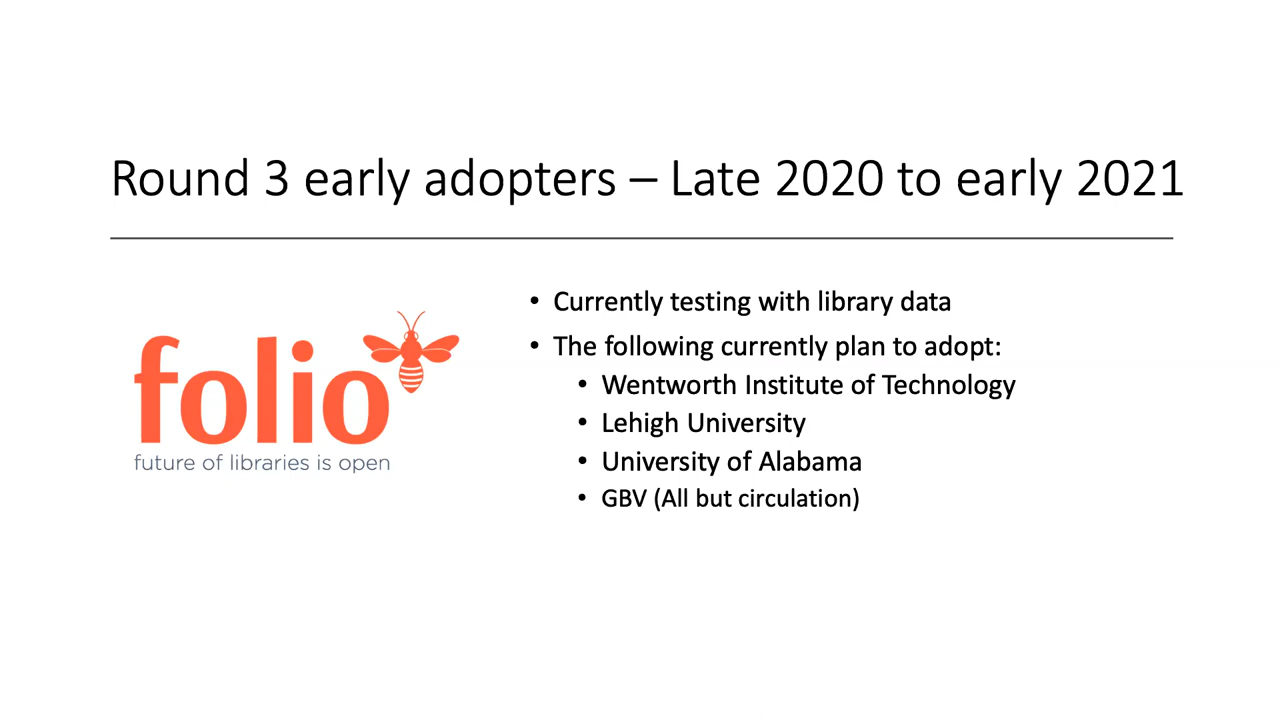 Round 3 early adopters – Late 2020 to early 2021
folio
future of libraries is open
• Currently testing with library data
• The following currently plan to adopt:
• Wentworth Institute of Technology
• Lehigh University
• University of Alabama
• GBV (All but circulation)